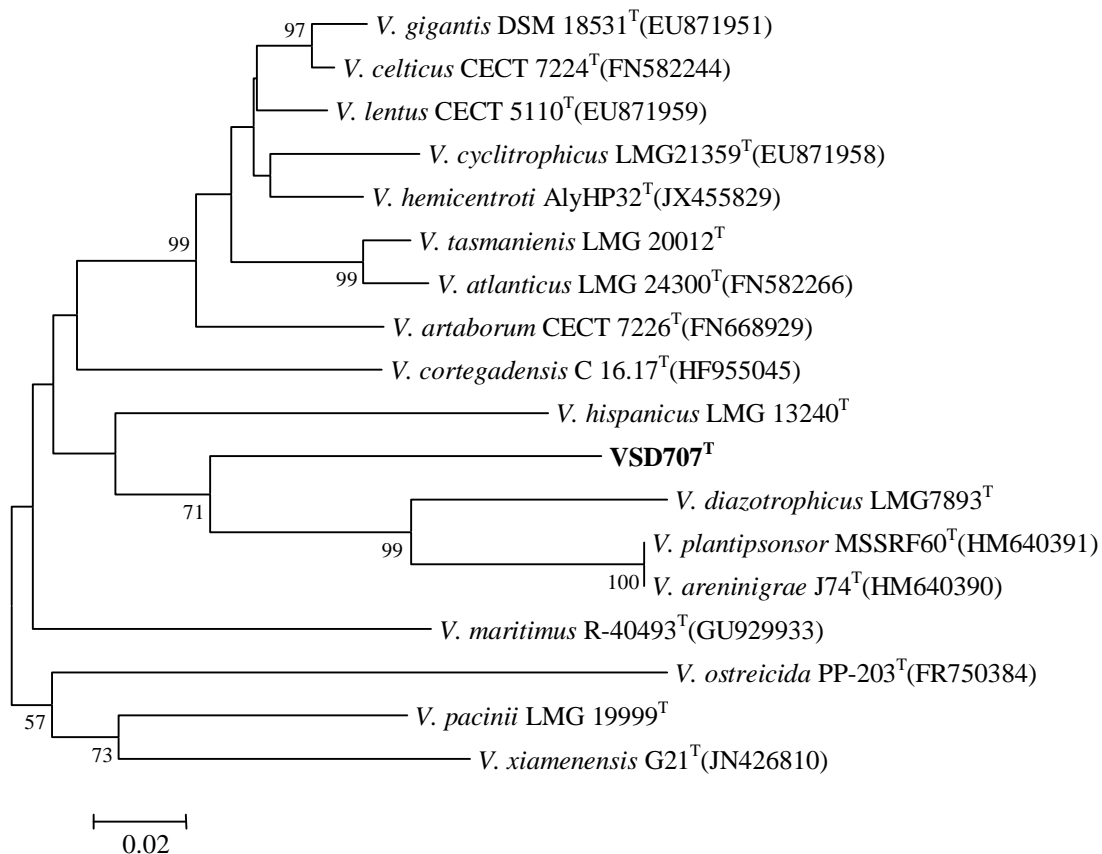 97
V. gigantis DSM 18531T(EU871951)
V. celticus CECT 7224T(FN582244)
V. lentus CECT 5110T(EU871959)
V. cyclitrophicus LMG21359T(EU871958)
V. hemicentroti AlyHP32T(JX455829)
99
V. tasmanienis LMG 20012T
99
V. atlanticus LMG 24300T(FN582266)
V. artaborum CECT 7226T(FN668929)
V. cortegadensis C 16.17T(HF955045)
V. hispanicus LMG 13240T
VSD707T
71
V. diazotrophicus LMG7893T
99
V. plantipsonsor MSSRF60T(HM640391)
100
V. areninigrae J74T(HM640390)
V. maritimus R-40493T(GU929933)
V. ostreicida PP-203T(FR750384)
57
V. pacinii LMG 19999T
73
V. xiamenensis G21T(JN426810)
0.02